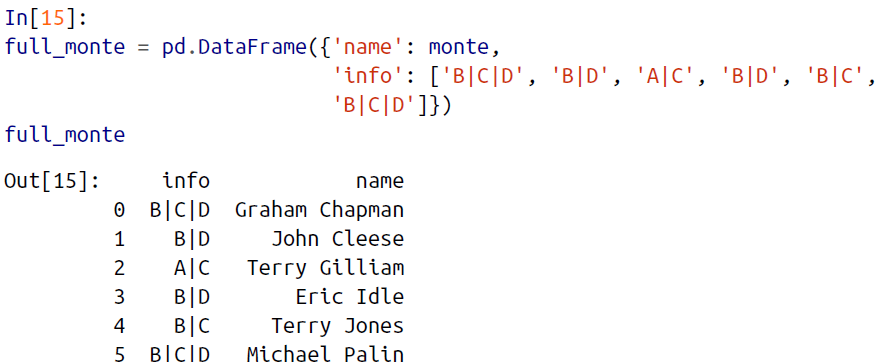 In[15]:
full_monte = pd.DataFrame({'name': monte,
'info': ['B|C|D', 'B|D', 'A|C', 'B|D', 'B|C',
'B|C|D']})
full_monte
Out[15]: info name
0 B|C|D Graham Chapman
1 B|D John Cleese
2 A|C Terry Gilliam
3 B|D Eric Idle
4 B|C Terry Jones
5 B|C|D Michael Palin